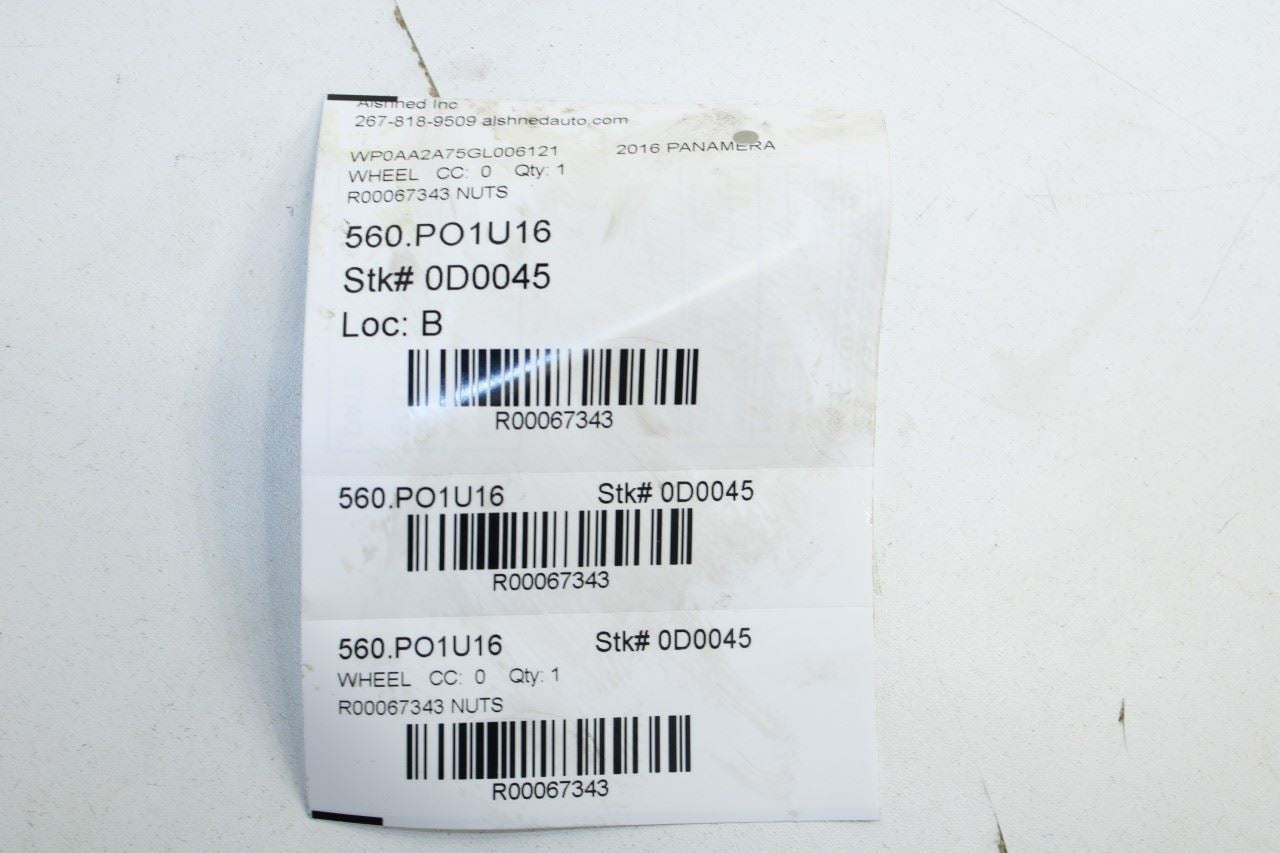 Alshned Inc
267-818-9509 alshnedauto.com
WP0AA2A75GL006121 2016 PANAMERA
WHEEL CC: 0 Qty: 1
R00067343 NUTS
560.PO1U16
Stk# 0D0045
Loc: B
R00067343
560.PO1U16 Stk# 0D0045
R00067343
560.PO1U16 Stk# 0D0045
WHEEL CC: 0 Qty: 1
R00067343 NUTS
R00067343